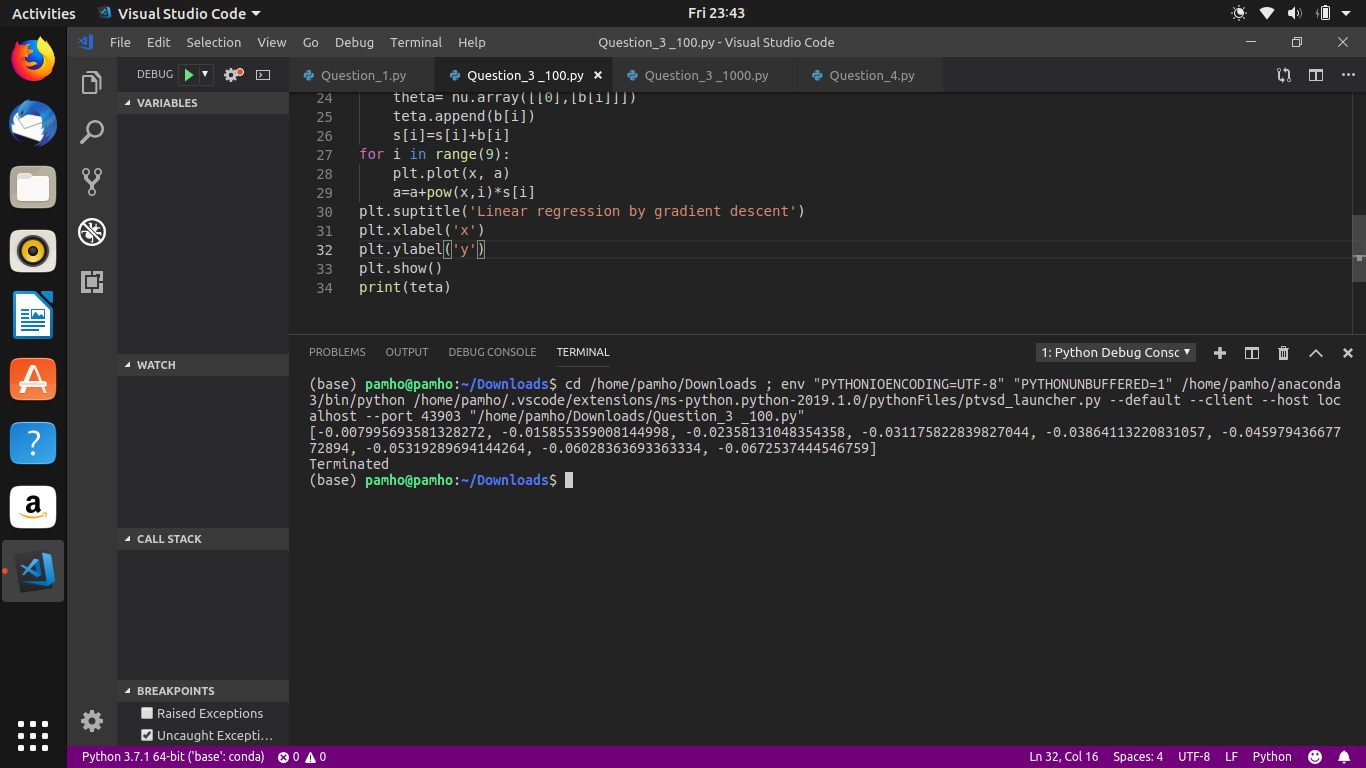 Activities Visual Studio Code Fri 23:43
File Edit Selection View Go Debug Terminal Help Question_3 _100.py - Visual Studio Code
DEBUG Question_1.py Question_3 _100.py Question_3 _1000.py Question_4.py
VARIABLES
WATCH
CALL STACK
BREAKPOINTS
Raised Exceptions
Uncaught Excepti...
24 theta= nu.array([[0],[b[i]]])
25 teta.append(b[i])
26 s[i]=s[i]+b[i]
27 for i in range(9):
28 plt.plot(x, a)
29 a=a+pow(x,i)*s[i]
30 plt.suptitle('Linear regression by gradient descent')
31 plt.xlabel('x')
32 plt.ylabel('y')
33 plt.show()
34 print(teta)
PROBLEMS OUTPUT DEBUG CONSOLE TERMINAL 1: Python Debug Consc
(base) pamho@pamho:~/Downloads$ cd /home/pamho/Downloads ; env "PYTHONIOENCODING=UTF-8" "PYTHONUNBUFFERED=1" /home/pamho/anaconda
3/bin/python /home/pamho/.vscode/extensions/ms-python.python-2019.1.0/pythonFiles/ptvsd_launcher.py --default --client --host loc
alhost --port 43903 "/home/pamho/Downloads/Question_3 _100.py"
[-0.007995693581328272, -0.015855359008144998, -0.02358131048354358, -0.031175822839827044, -0.03864113220831057, -0.045979436677
72894, -0.05319289694144264, -0.06028363693363334, -0.0672537444546759]
Terminated
(base) pamho@pamho:~/Downloads$
Python 3.7.1 64-bit ('base': conda) 0 0 Ln 32, Col 16 Spaces: 4 UTF-8 LF Python